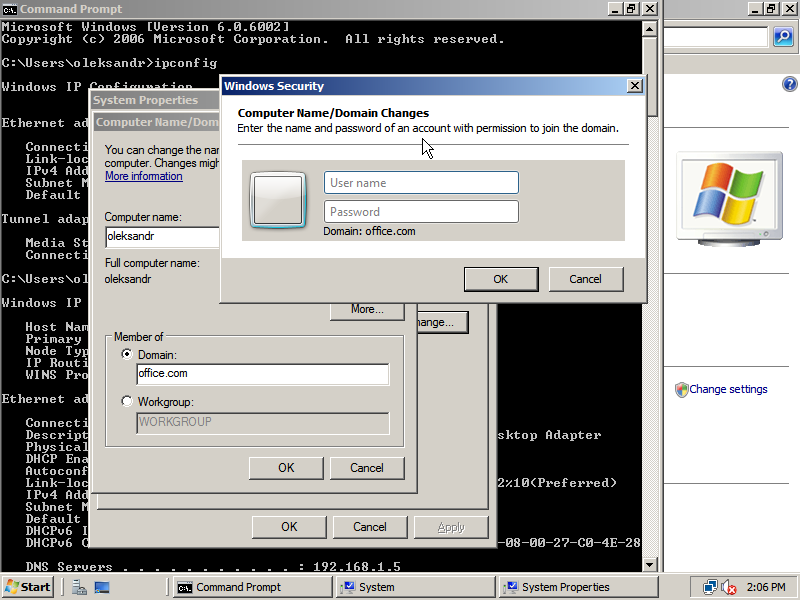 Command Prompt
Microsoft Windows [Version 6.0.6002]
Copyright (c) 2006 Microsoft Corporation.  All rights reserved.
C:\Users\oleksandr>ipconfig
Windows IP Configuration
Ethernet ad
Connecti
Link-loc
IPv4 Add
Subnet M
Default
Tunnel adap
Media St
Connecti
C:\Users\ol
Windows IP
Host Nam
Primary
Node Typ
IP Routi
WINS Pro
Ethernet ad
Connecti
Descript
sktop Adapter
Physical
DHCP Ena
Autoconf
Link-loc
2%10(Preferred)
IPv4 Add
Subnet M
Default
DHCPv6 I
DHCPv6 C
-08-00-27-C0-4E-28
DNS Servers . . . . . . . . . . . : 192.168.1.5
System Properties
Computer Name/Dom
You can change the nam
computer. Changes migh
More information
Computer name:
oleksandr
Full computer name:
oleksandr
More...
hange...
Member of
Domain:
office.com
Workgroup:
WORKGROUP
OK
Cancel
OK
Cancel
Apply
Windows Security
Computer Name/Domain Changes
Enter the name and password of an account with permission to join the domain.
User name
Password
Domain: office.com
OK
Cancel
Change settings
Start
Command Prompt
System
System Properties
2:06 PM